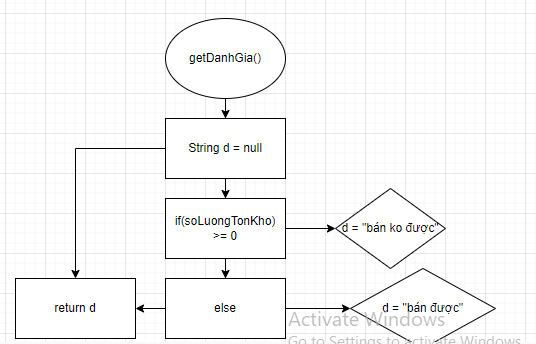 getDanhGia()
String d = null
if(soLuongTonKho)
>= 0
d = "bán ko được"
return d
else
d = "bán được"
Activate Windows
Go to Settings to activate Windows.